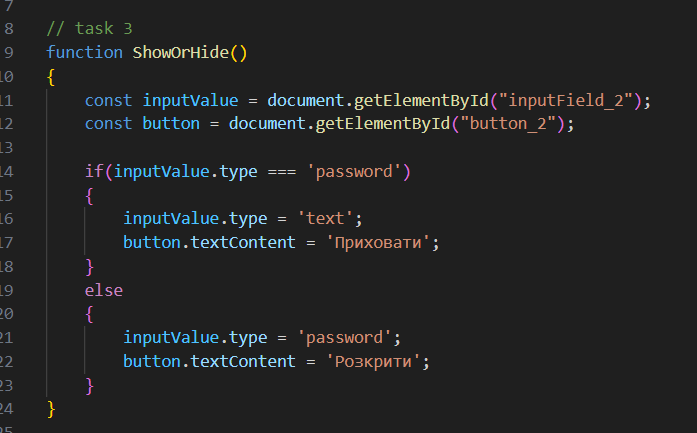 7
8 // task 3
9 function ShowOrHide()
10 {
11 const inputValue = document.getElementById("inputField_2");
12 const button = document.getElementById("button_2");
13
14 if(inputValue.type === 'password')
15 {
16 inputValue.type = 'text';
17 button.textContent = 'Приховати';
18 }
19 else
20 {
21 inputValue.type = 'password';
22 button.textContent = 'Розкрити';
23 }
24 }
25